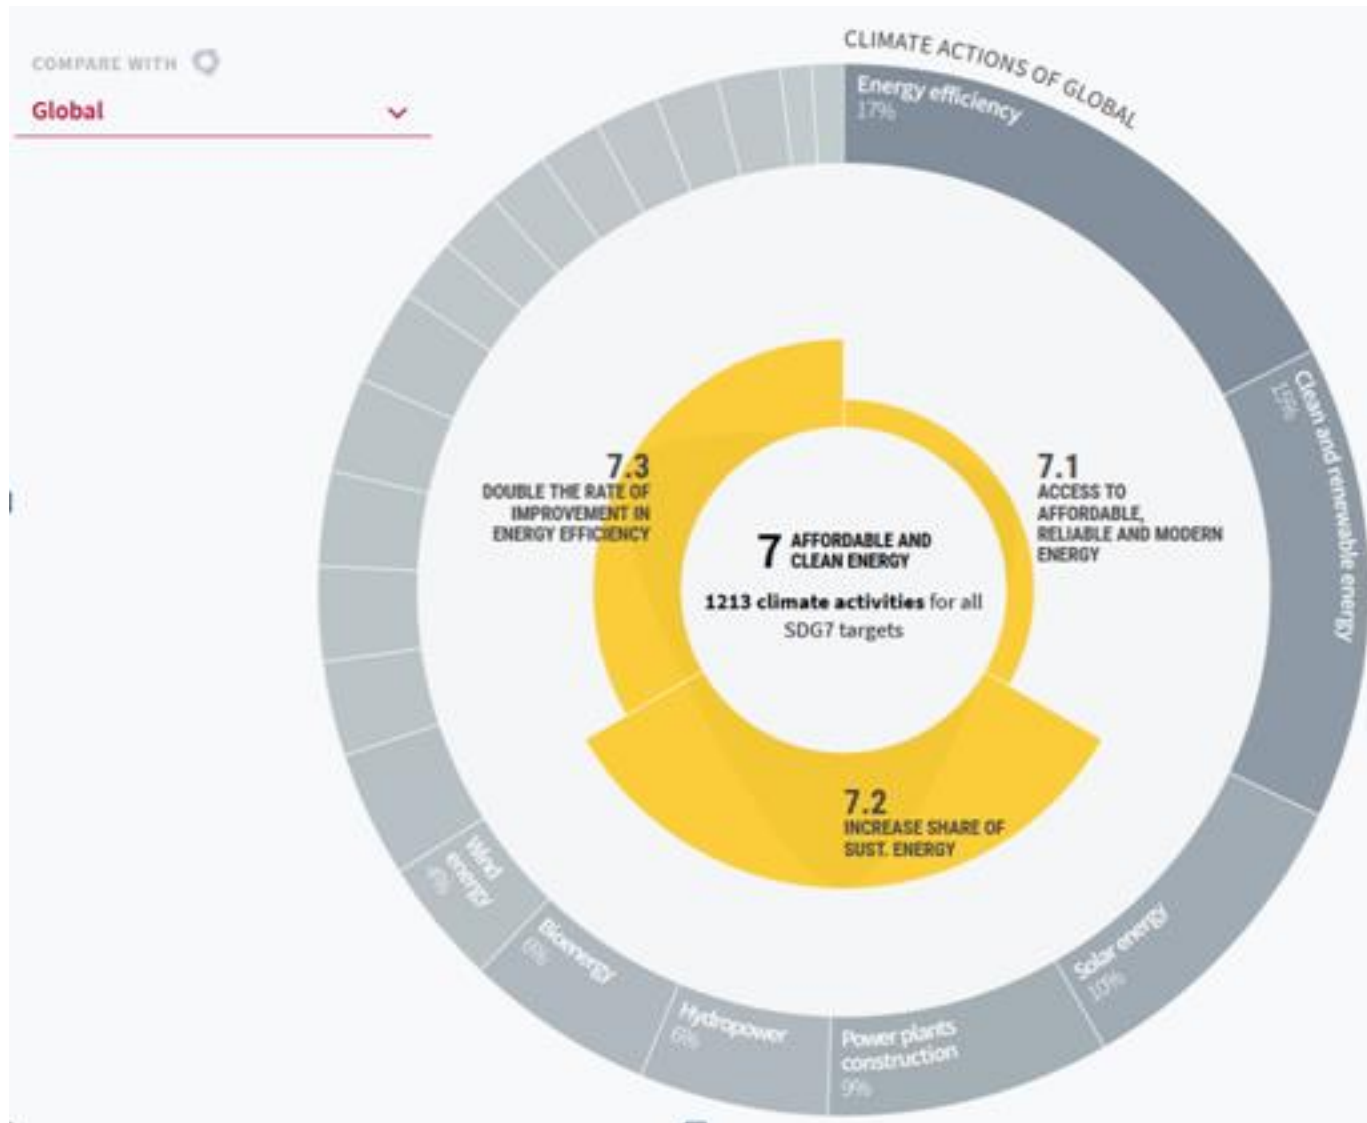 COMPARE WITH
Global
CLIMATE ACTIONS OF GLOBAL
Energy efficiency
17%
Clean and renewable energy
15%
7.3
DOUBLE THE RATE OF
IMPROVEMENT IN
ENERGY EFFICIENCY
7.1
ACCESS TO
AFFORDABLE,
RELIABLE AND MODERN
ENERGY
7 AFFORDABLE AND
CLEAN ENERGY
1213 climate activities for all
SDG7 targets
7.2
INCREASE SHARE OF
SUST. ENERGY
Solar energy
10%
Power plants
construction
9%
Hydropower
6%
Bioenergy
6%
Wind
energy
4%